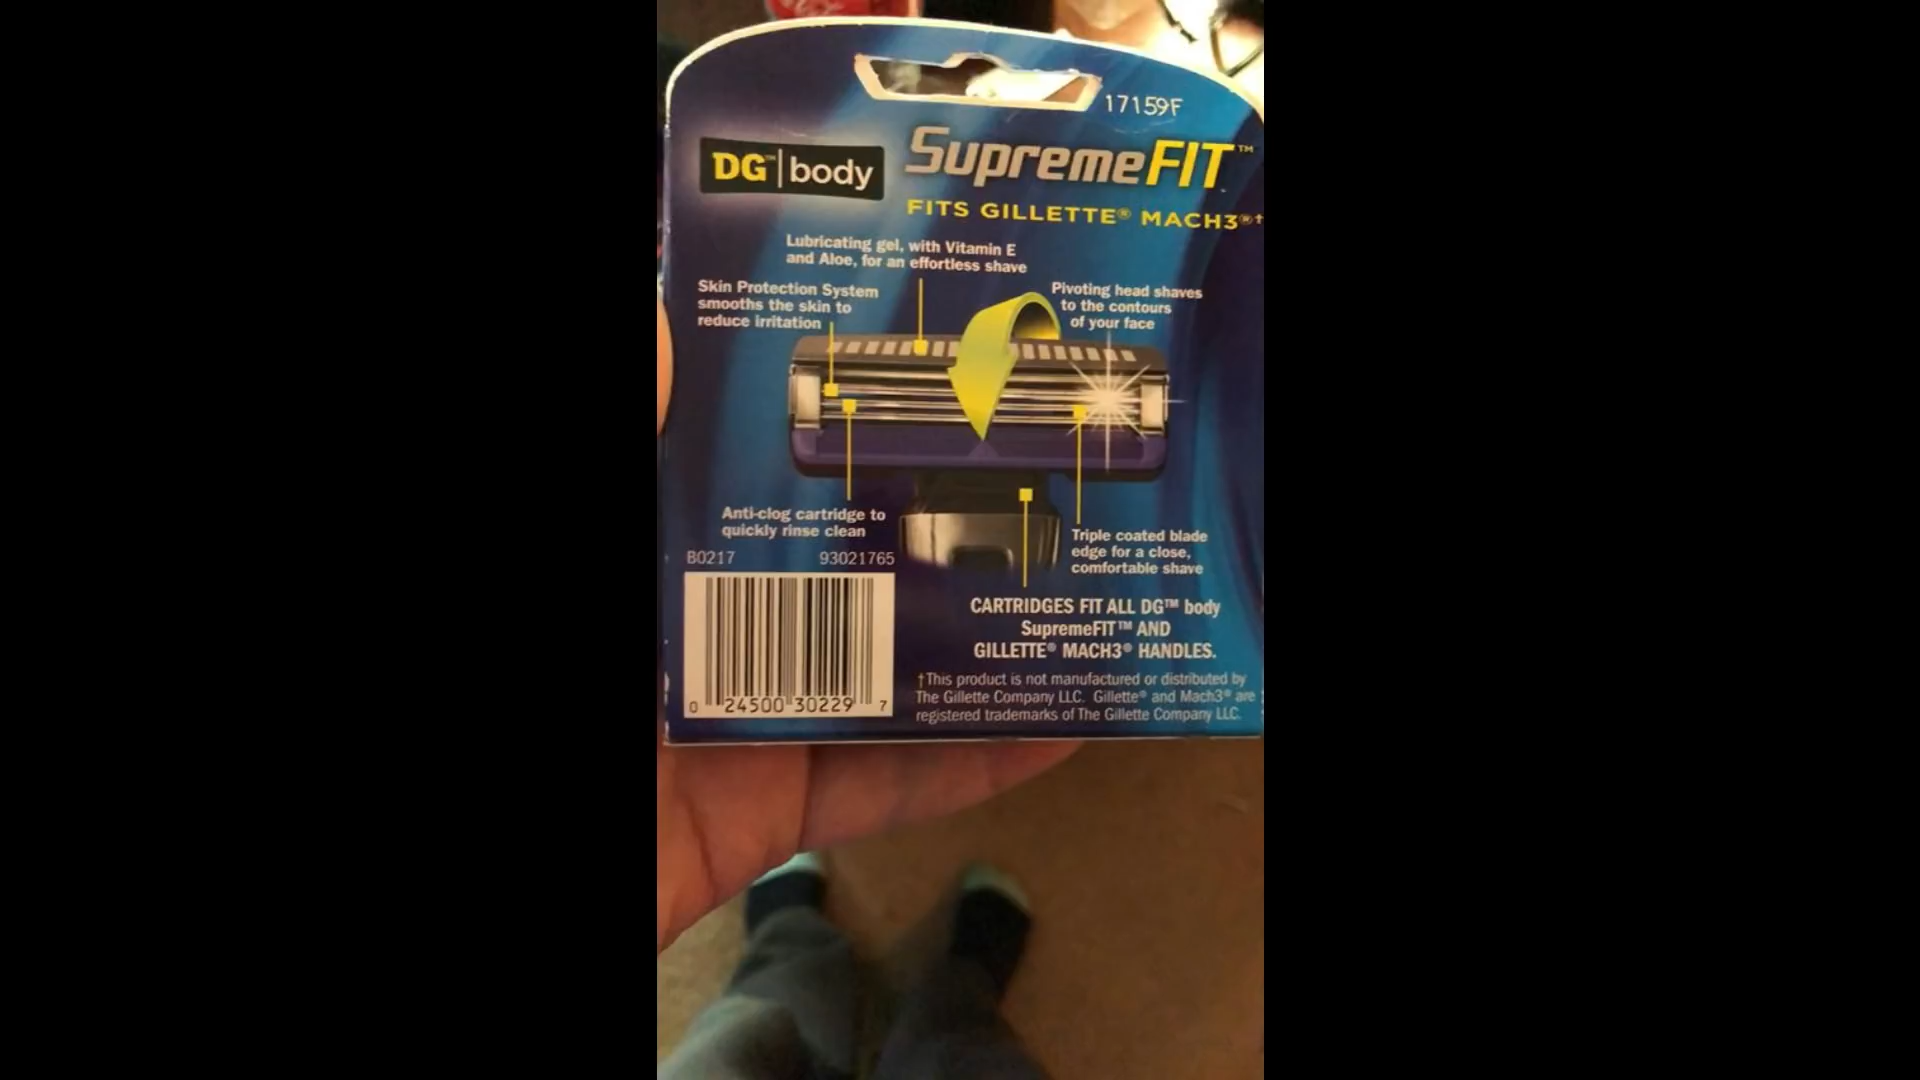 17159F
DG™ body
SupremeFIT™
FITS GILLETTE® MACH3®†
Lubricating gel, with Vitamin E
and Aloe, for an effortless shave
Skin Protection System
smooths the skin to
reduce irritation
Pivoting head shaves
to the contours
of your face
Anti-clog cartridge to
quickly rinse clean
Triple coated blade
edge for a close,
comfortable shave
B0217 93021765
0 24500 30229 7
CARTRIDGES FIT ALL DG™ body
SupremeFIT™ AND
GILLETTE® MACH3® HANDLES.
†This product is not manufactured or distributed by
The Gillette Company LLC. Gillette® and Mach3® are
registered trademarks of The Gillette Company LLC.